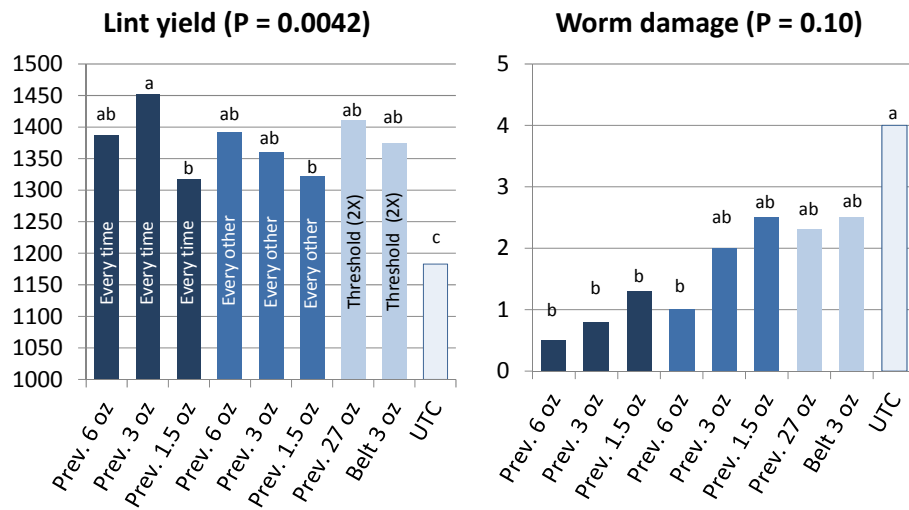 Lint yield (P = 0.0042)
1500
1450
1400
1350
1300
1250
1200
1150
1100
1050
1000
ab
a
b
ab
ab
b
ab
ab
c
Every time
Every time
Every time
Every other
Every other
Every other
Threshold (2X)
Threshold (2X)
Prev. 6 oz
Prev. 3 oz
Prev. 1.5 oz
Prev. 6 oz
Prev. 3 oz
Prev. 1.5 oz
Prev. 27 oz
Belt 3 oz
UTC
Worm damage (P = 0.10)
5
4
3
2
1
0
b
b
b
b
ab
ab
ab
ab
a
Prev. 6 oz
Prev. 3 oz
Prev. 1.5 oz
Prev. 6 oz
Prev. 3 oz
Prev. 1.5 oz
Prev. 27 oz
Belt 3 oz
UTC